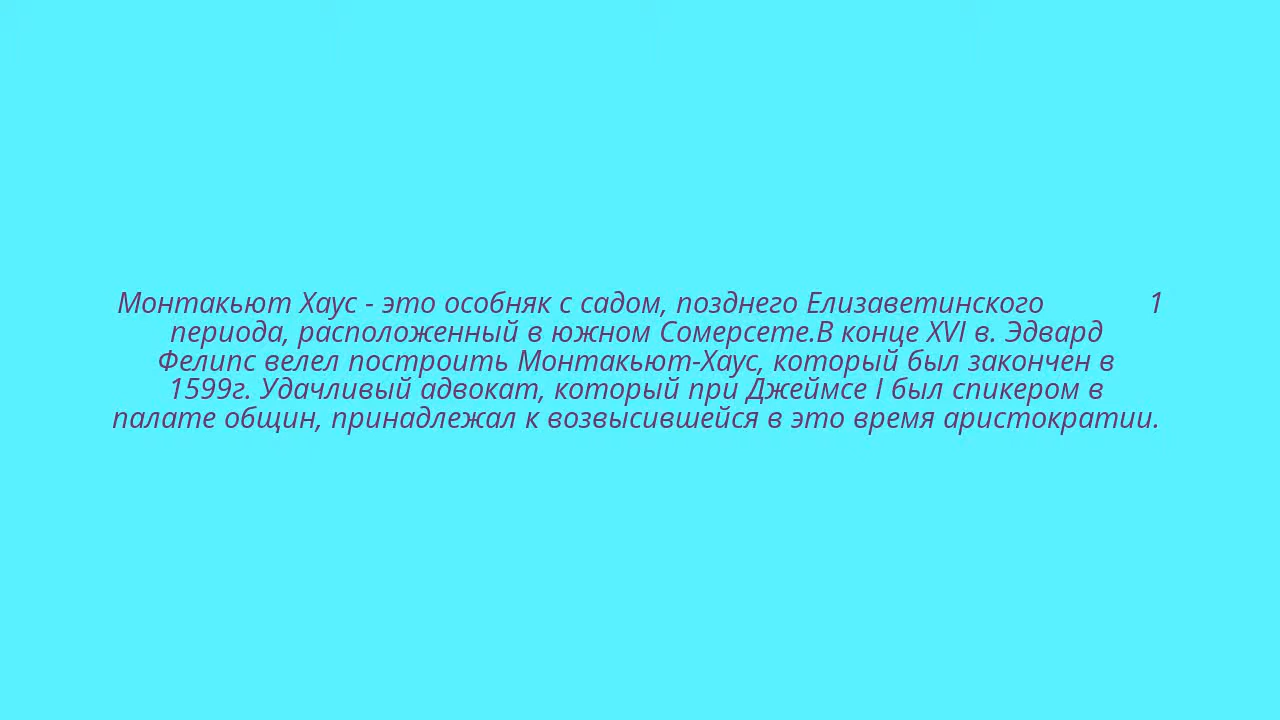 Монтакьют Хаус - это особняк с садом, позднего Елизаветинского 1
периода, расположенный в южном Сомерсете.В конце XVI в. Эдвард
Фелипс велел построить Монтакьют-Хаус, который был закончен в
1599г. Удачливый адвокат, который при Джеймсе I был спикером в
палате общин, принадлежал к возвысившейся в это время аристократии.